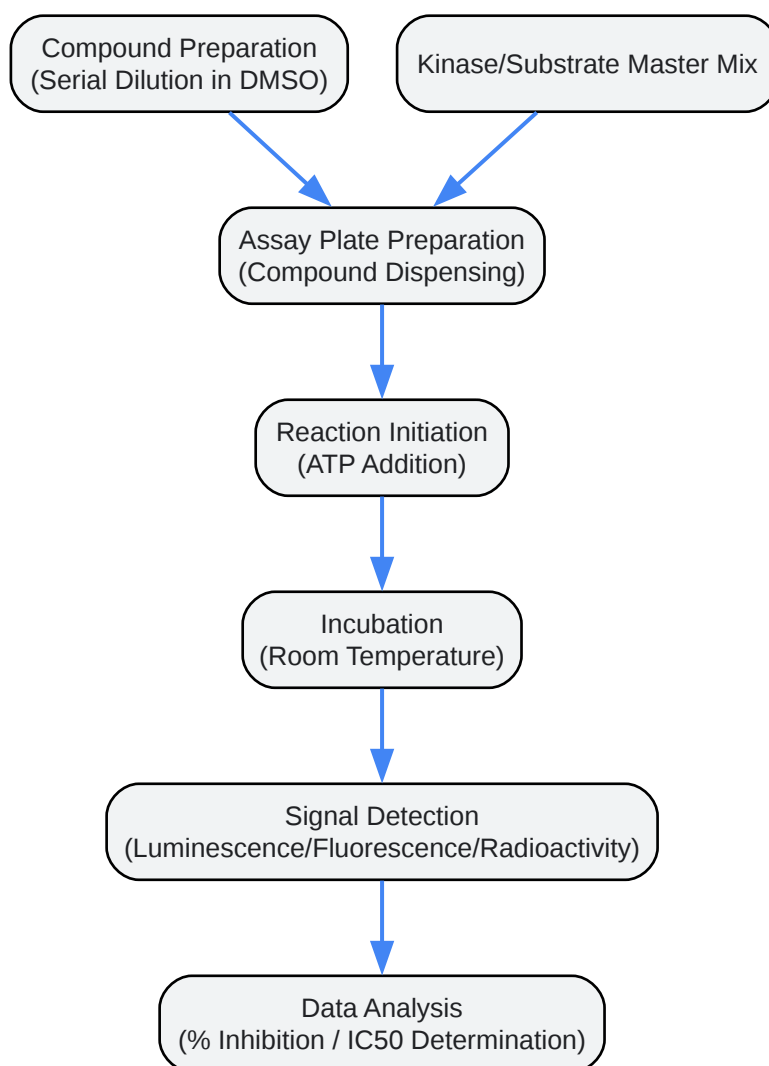 Compound Preparation
(Serial Dilution in DMSO)
Kinase/Substrate Master Mix
Assay Plate Preparation
(Compound Dispensing)
Reaction Initiation
(ATP Addition)
Incubation
(Room Temperature)
Signal Detection
(Luminescence/Fluorescence/Radioactivity)
Data Analysis
(% Inhibition / IC50 Determination)